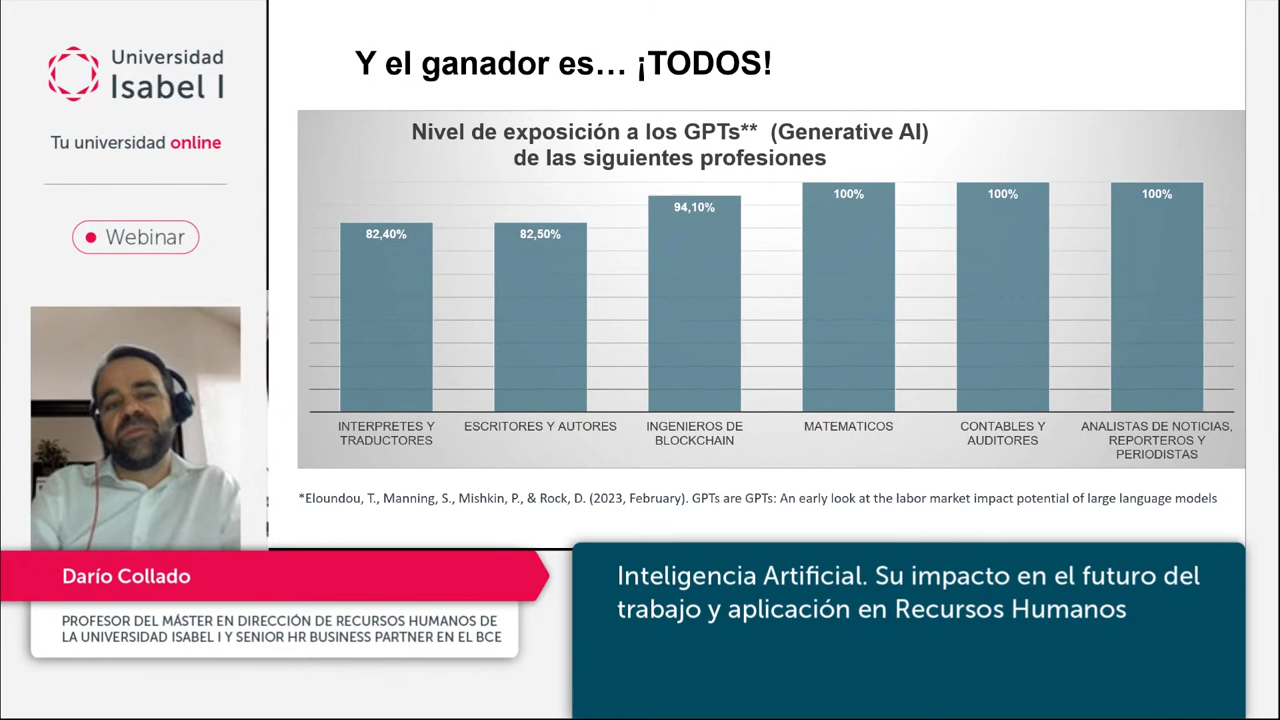 Universidad
Isabel I
Tu universidad online
Webinar
Y el ganador es… ¡TODOS!
Nivel de exposición a los GPTs** (Generative AI)
de las siguientes profesiones
82,40%
82,50%
94,10%
100%
100%
100%
INTERPRETES Y
TRADUCTORES
ESCRITORES Y AUTORES
INGENIEROS DE
BLOCKCHAIN
MATEMATICOS
CONTABLES Y
AUDITORES
ANALISTAS DE NOTICIAS,
REPORTEROS Y
PERIODISTAS
*Eloundou, T., Manning, S., Mishkin, P., & Rock, D. (2023, February). GPTs are GPTs: An early look at the labor market impact potential of large language models
Darío Collado
PROFESOR DEL MÁSTER EN DIRECCIÓN DE RECURSOS HUMANOS DE
LA UNIVERSIDAD ISABEL I Y SENIOR HR BUSINESS PARTNER EN EL BCE
Inteligencia Artificial. Su impacto en el futuro del
trabajo y aplicación en Recursos Humanos